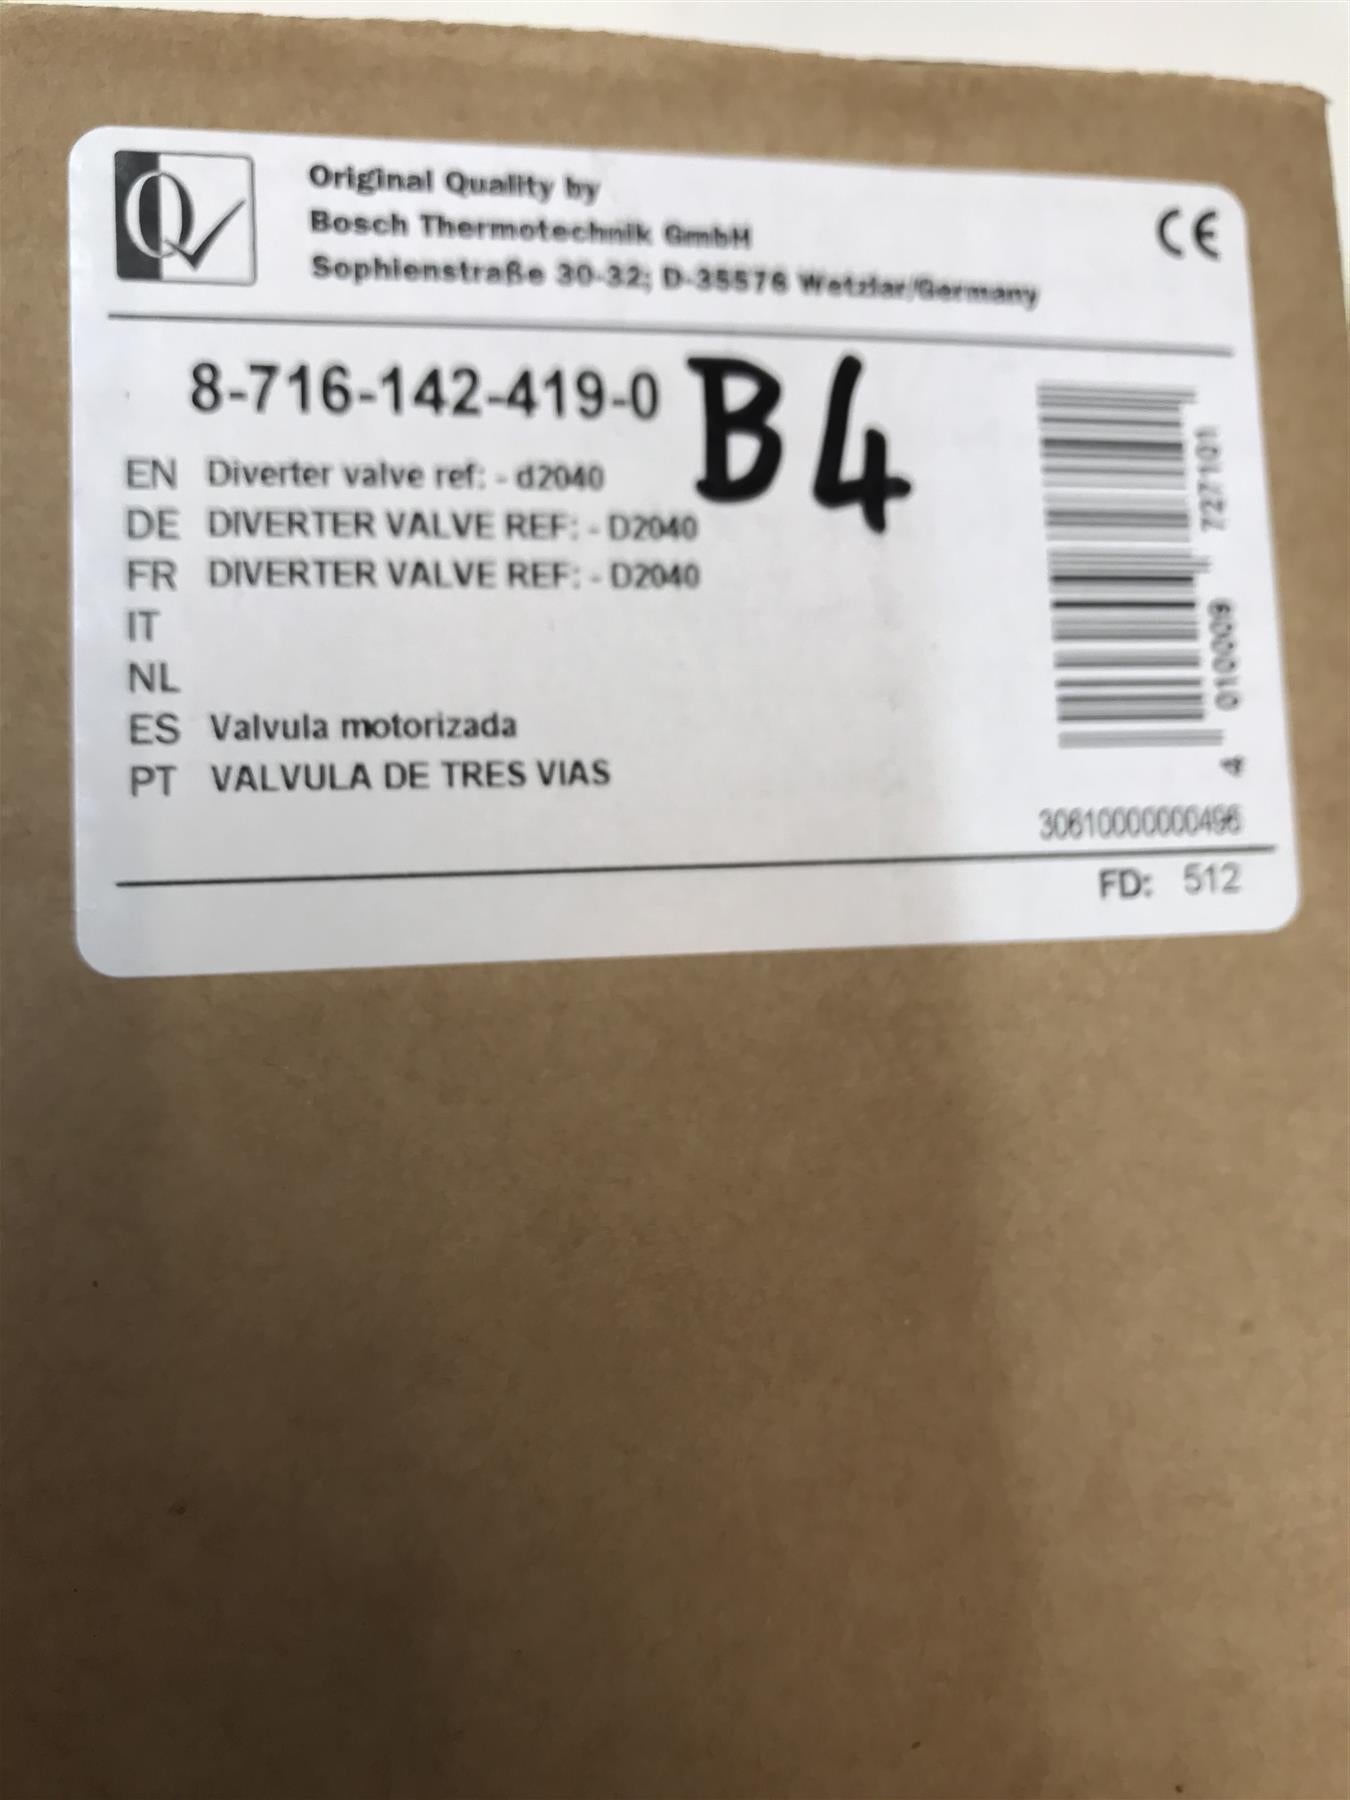 Original Quality by
Bosch Thermotechnik GmbH
Sophienstraße 30-32; D-35576 Wetzlar/Germany
CE
8-716-142-419-0
B4
EN Diverter valve ref: - d2040
DE DIVERTER VALVE REF: - D2040
FR DIVERTER VALVE REF: - D2040
IT
NL
ES Valvula motorizada
PT VALVULA DE TRES VIAS
4 010009 727101
30610000000496
FD: 512